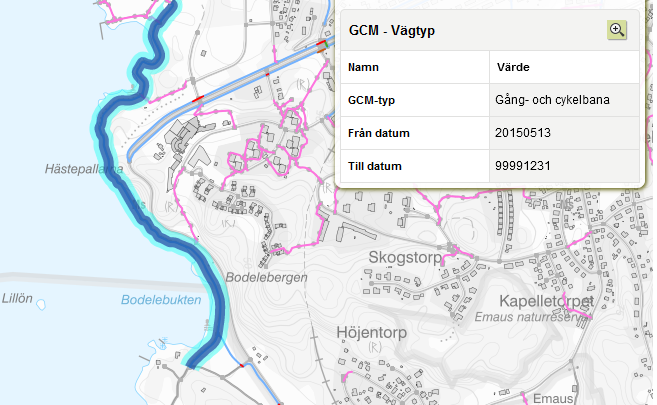 GCM - Vägtyp
Namn Värde
GCM-typ Gång- och cykelbana
Från datum 20150513
Till datum 99991231
Hästepallarna
(R)
(R)
(R)
Skogstorp
Bodelebergen
Lillön
Bodelebukten
Kapelletorpet
Emaus naturreservat
Höjentorp
(R)
Emaus